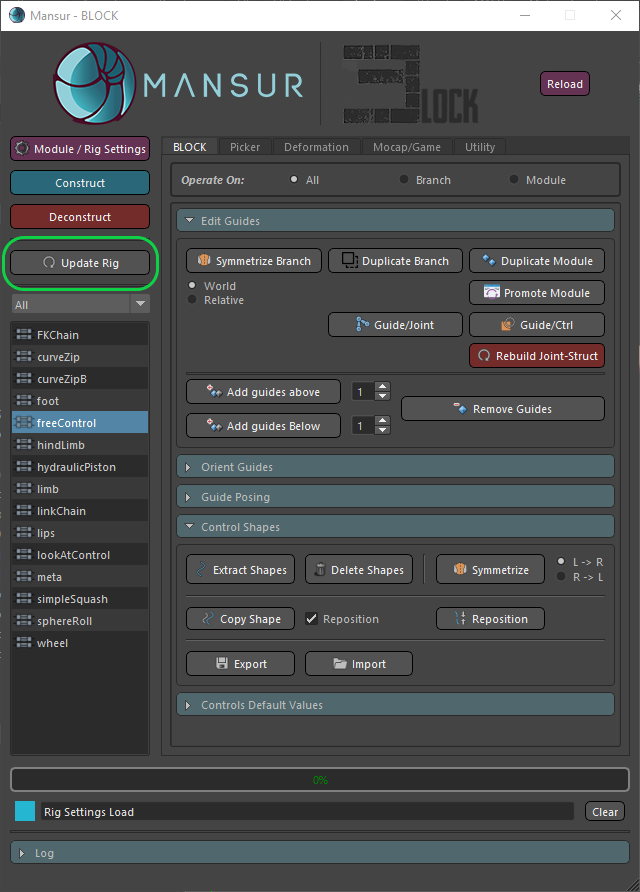 Mansur - BLOCK
MANSUR
BLOCK
Reload
Module / Rig Settings
Construct
Deconstruct
Update Rig
All
FKChain
curveZip
curveZipB
foot
freeControl
hindLimb
hydraulicPiston
limb
linkChain
lips
lookAtControl
meta
simpleSquash
sphereRoll
wheel
BLOCK Picker Deformation Mocap/Game Utility
Operate On: All Branch Module
Edit Guides
Symmetrize Branch Duplicate Branch Duplicate Module
World
Relative
Promote Module
Guide/Joint Guide/Ctrl
Rebuild Joint-Struct
Add guides above 1
Remove Guides
Add guides Below 1
Orient Guides
Guide Posing
Control Shapes
Extract Shapes Delete Shapes Symmetrize L -> R
R -> L
Copy Shape Reposition Reposition
Export Import
Controls Default Values
0%
Rig Settings Load Clear
Log